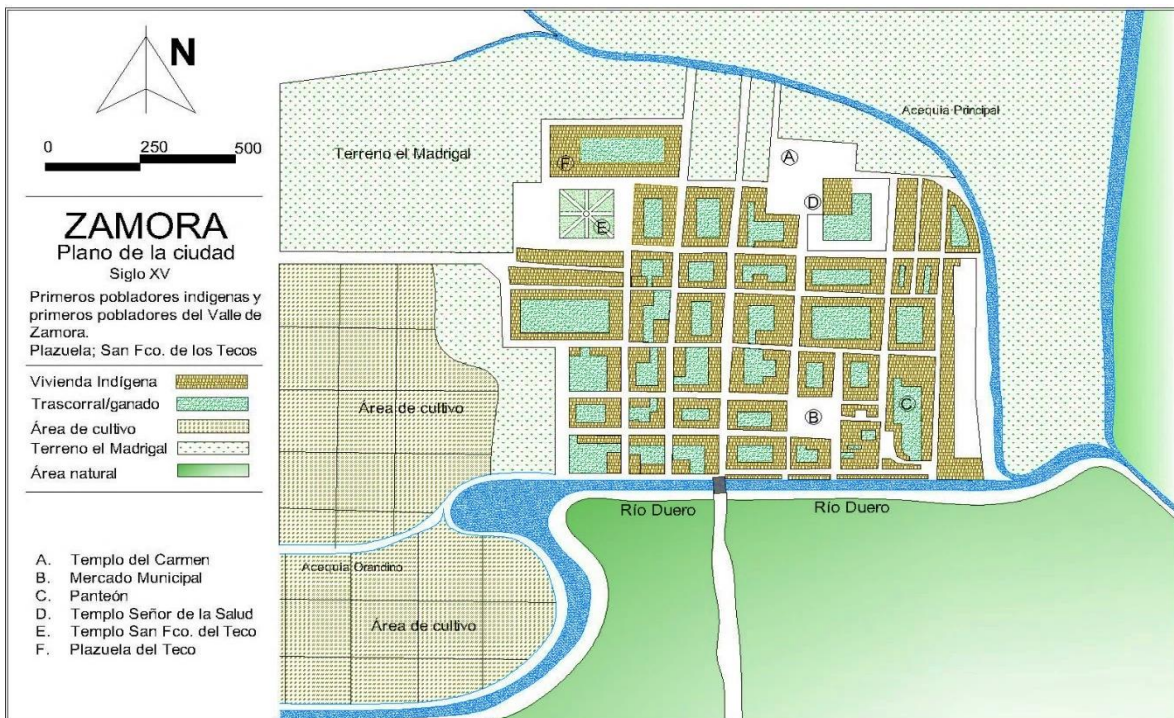 N
0 250 500
ZAMORA
Plano de la ciudad
Siglo XV
Primeros pobladores indigenas y
primeros pobladores del Valle de
Zamora.
Plazuela; San Fco. de los Tecos
Vivienda Indígena
Trascorral/ganado
Área de cultivo
Terreno el Madrigal
Área natural
A. Templo del Carmen
B. Mercado Municipal
C. Panteón
D. Templo Señor de la Salud
E. Templo San Fco. del Teco
F. Plazuela del Teco
Acequia Principal
Terreno el Madrigal
A
F
D
E
Área de cultivo
B
C
Río Duero
Río Duero
Acequia Orandino
Área de cultivo